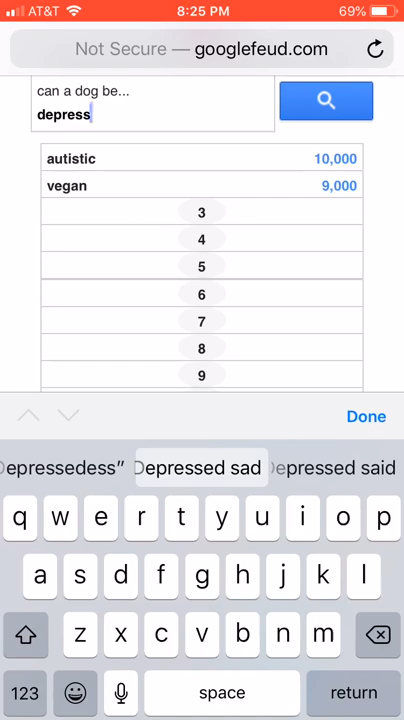 AT&T 8:25 PM 69%
Not Secure — googlefeud.com
can a dog be...
depress
autistic 10,000
vegan 9,000
3
4
5
6
7
8
9
Done
Depressedess” Depressed sad Depressed said
q w e r t y u i o p
a s d f g h j k l
z x c v b n m
123 space return